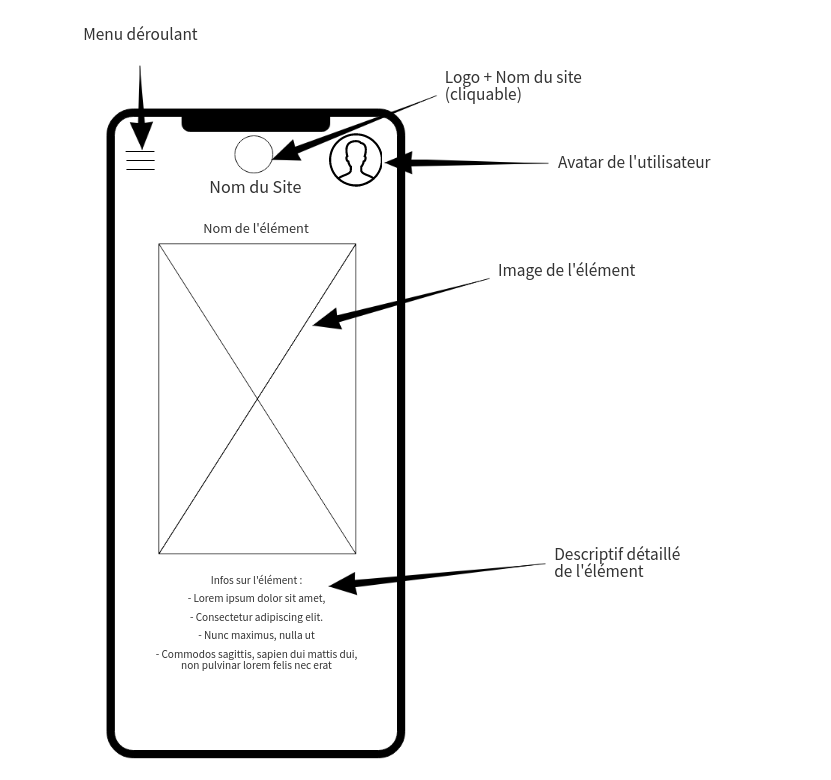 Menu déroulant
Logo + Nom du site
(cliquable)
Avatar de l'utilisateur
Nom du Site
Nom de l'élément
Image de l'élément
Descriptif détaillé
de l'élément
Infos sur l'élément :
- Lorem ipsum dolor sit amet,
- Consectetur adipiscing elit.
- Nunc maximus, nulla ut
- Commodos sagittis, sapien dui mattis dui,
non pulvinar lorem felis nec erat